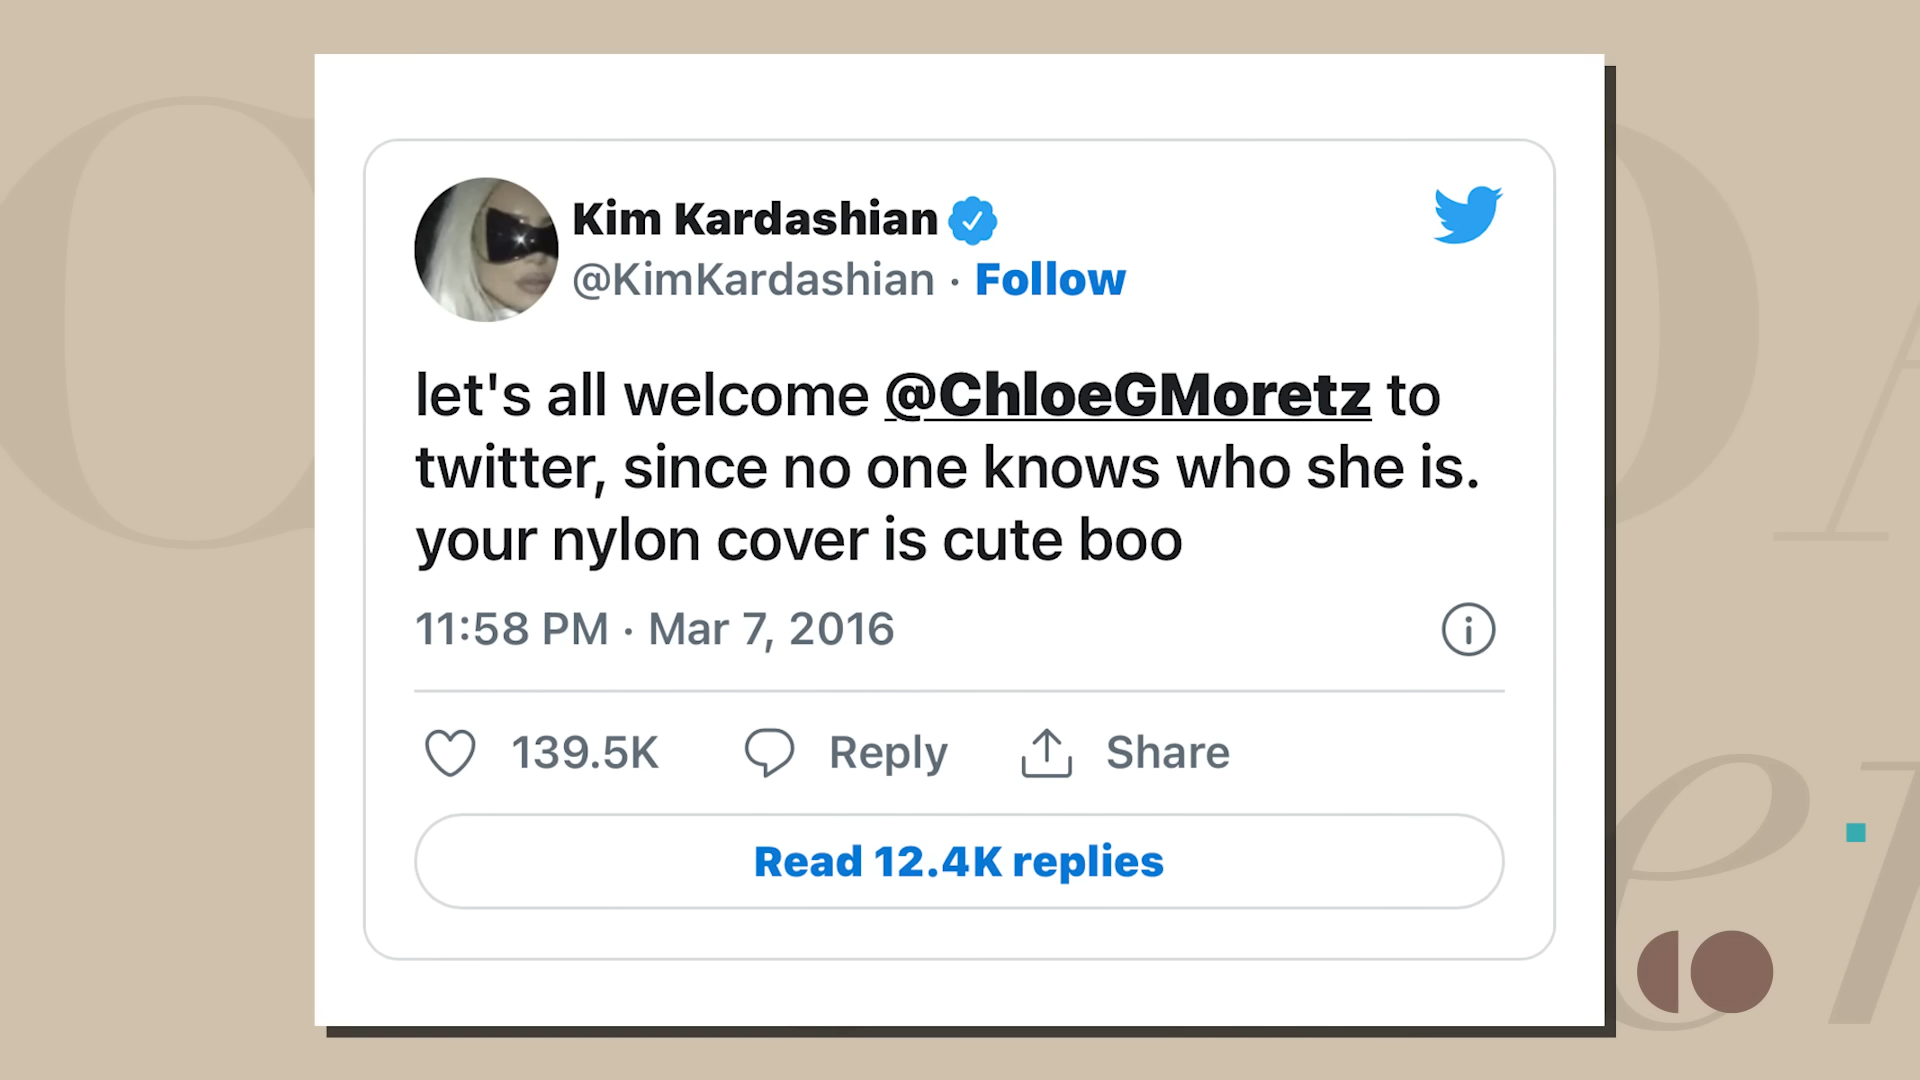 Kim Kardashian
@KimKardashian · Follow
let's all welcome @ChloeGMoretz to
twitter, since no one knows who she is.
your nylon cover is cute boo
11:58 PM · Mar 7, 2016
139.5K Reply Share
Read 12.4K replies